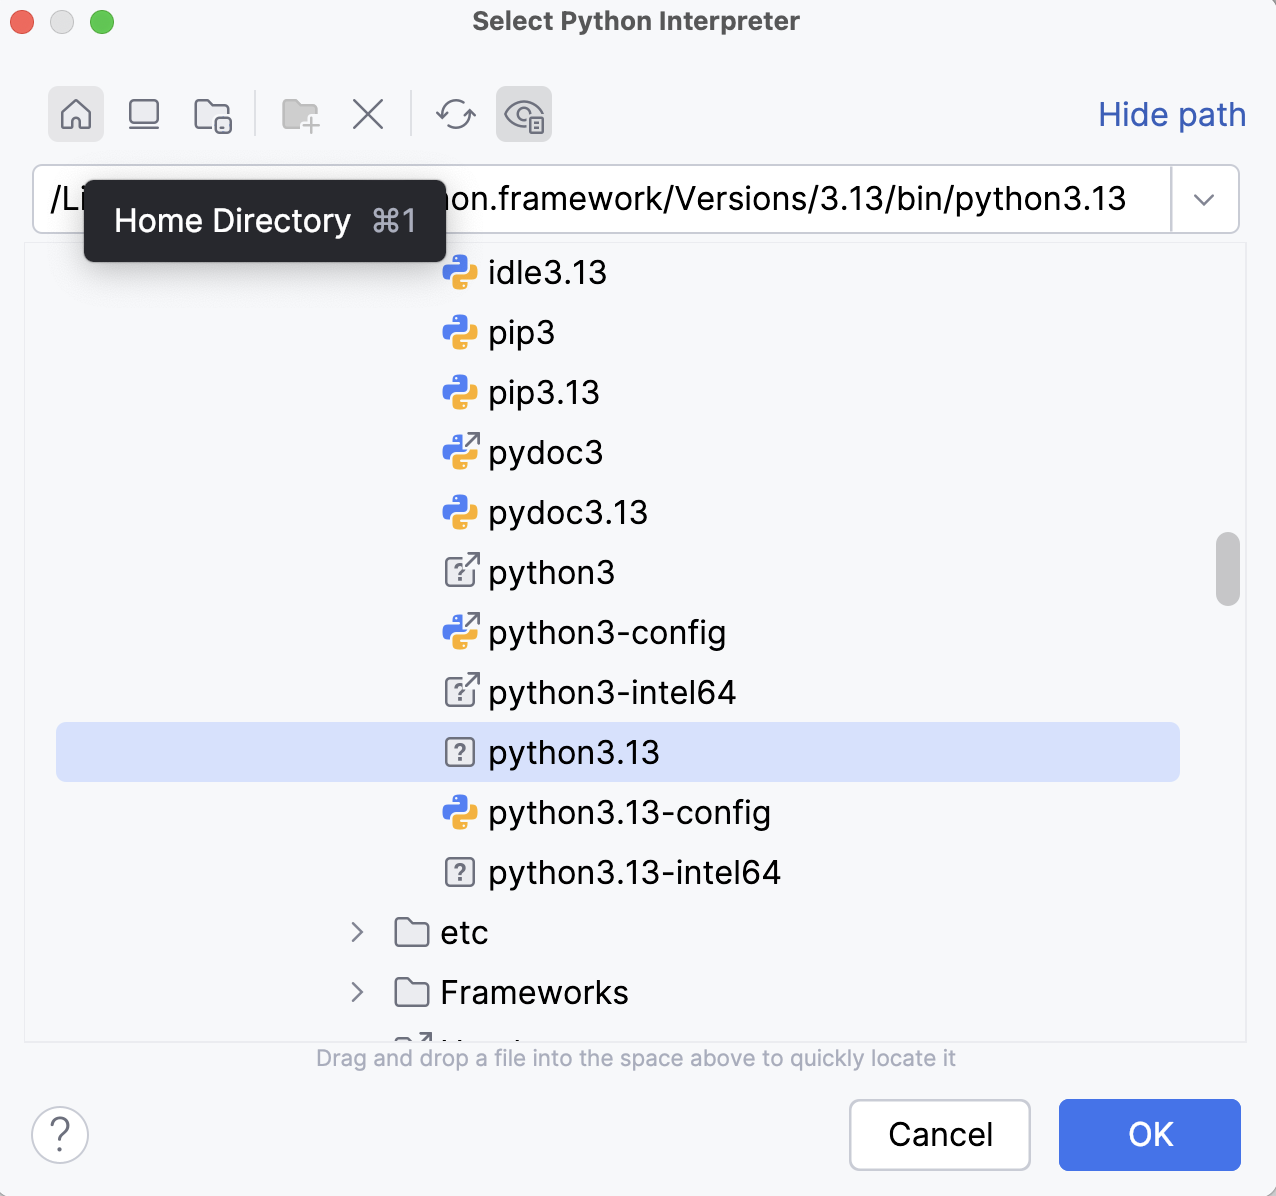 Select Python Interpreter
Hide path
/Li on.framework/Versions/3.13/bin/python3.13
Home Directory ⌘1
idle3.13
pip3
pip3.13
pydoc3
pydoc3.13
python3
python3-config
python3-intel64
python3.13
python3.13-config
python3.13-intel64
etc
Frameworks
Drag and drop a file into the space above to quickly locate it
Cancel
OK